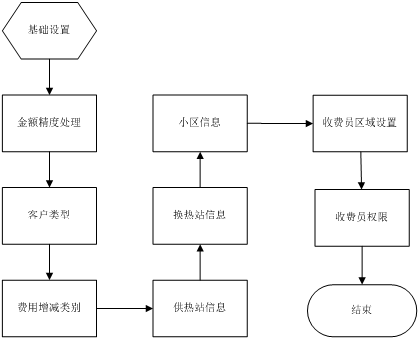 基础设置
金额精度处理
客户类型
费用增减类别
供热站信息
换热站信息
小区信息
收费员区域设置
收费员权限
结束